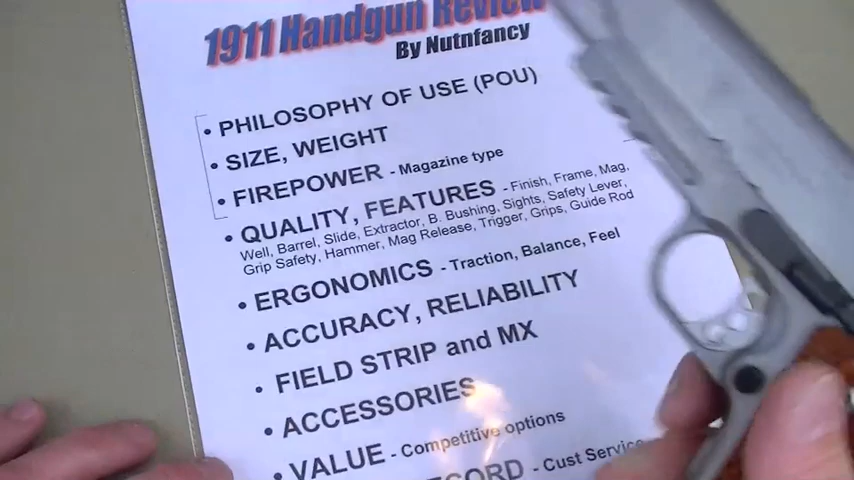 1911 Handgun Review
By Nutnfancy
• PHILOSOPHY OF USE (POU)
• SIZE, WEIGHT
• FIREPOWER - Magazine type
• QUALITY, FEATURES - Finish, Frame, Mag,
Well, Barrel, Slide, Extractor, B. Bushing, Sights, Safety Lever,
Grip Safety, Hammer, Mag Release, Trigger, Grips, Guide Rod
• ERGONOMICS - Traction, Balance, Feel
• ACCURACY, RELIABILITY
• FIELD STRIP and MX
• ACCESSORIES
• VALUE - Competitive options
RECORD - Cust Service